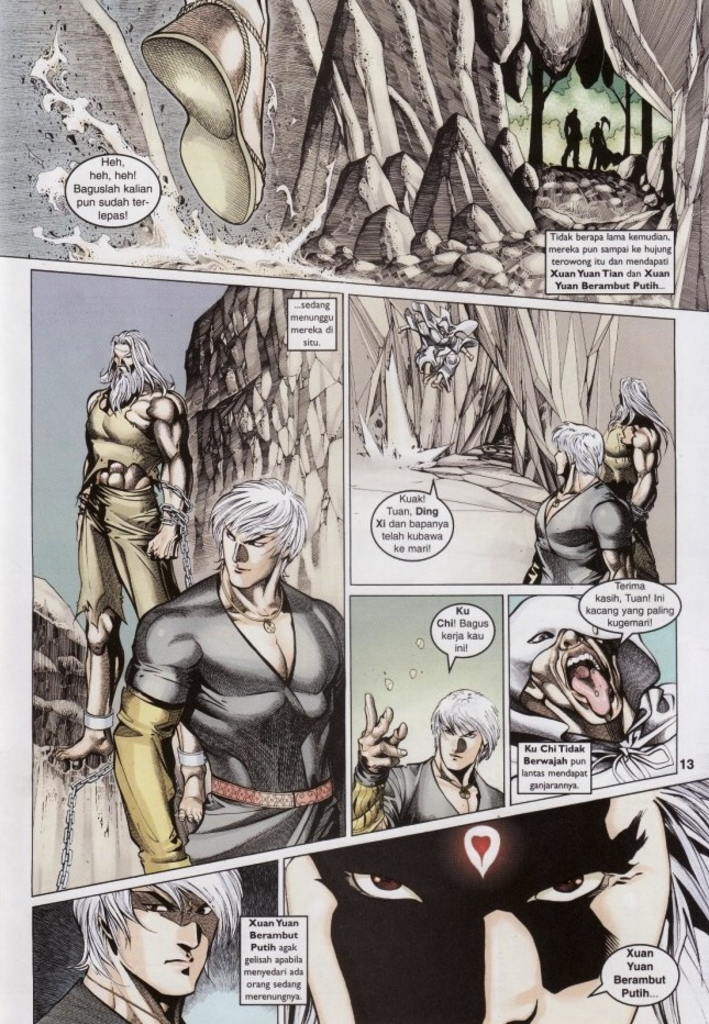 Heh,
heh, heh!
Baguslah kalian
pun sudah ter-
lepas!
Tidak berapa lama kemudian,
mereka pun sampai ke hujung
terowong itu dan mendapati
Xuan Yuan Tian dan Xuan
Yuan Berambut Putih...
...sedang
menunggu
mereka di
situ.
Kuak!
Tuan, Ding
Xi dan bapanya
telah kubawa
ke mari!
Ku
Chi! Bagus
kerja kau
ini!
Terima
kasih, Tuan! Ini
kacang yang paling
kugemari!
Ku Chi Tidak
Berwajah pun
lantas mendapat
ganjarannya.
13
Xuan Yuan
Berambut
Putih agak
gelisah apabila
menyedari ada
orang sedang
merenungnya.
Xuan
Yuan
Berambut
Putih...